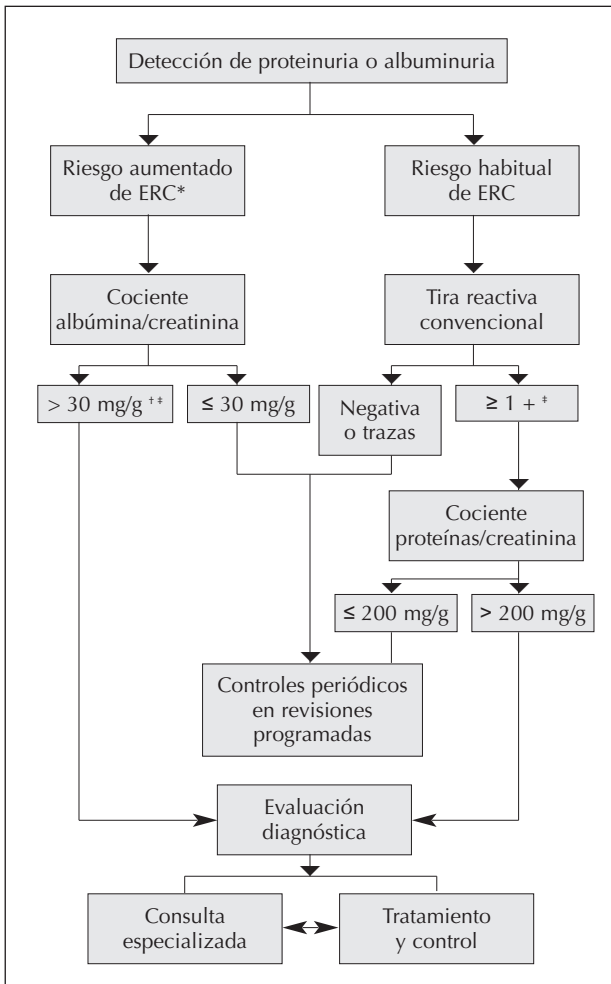 Detección de proteinuria o albuminuria
Riesgo aumentado
de ERC*
Riesgo habitual
de ERC
Cociente
albúmina/creatinina
Tira reactiva
convencional
> 30 mg/g †‡
≤ 30 mg/g
Negativa
o trazas
≥ 1 + ‡
Cociente
proteínas/creatinina
≤ 200 mg/g
> 200 mg/g
Controles periódicos
en revisiones
programadas
Evaluación
diagnóstica
Consulta
especializada
Tratamiento
y control